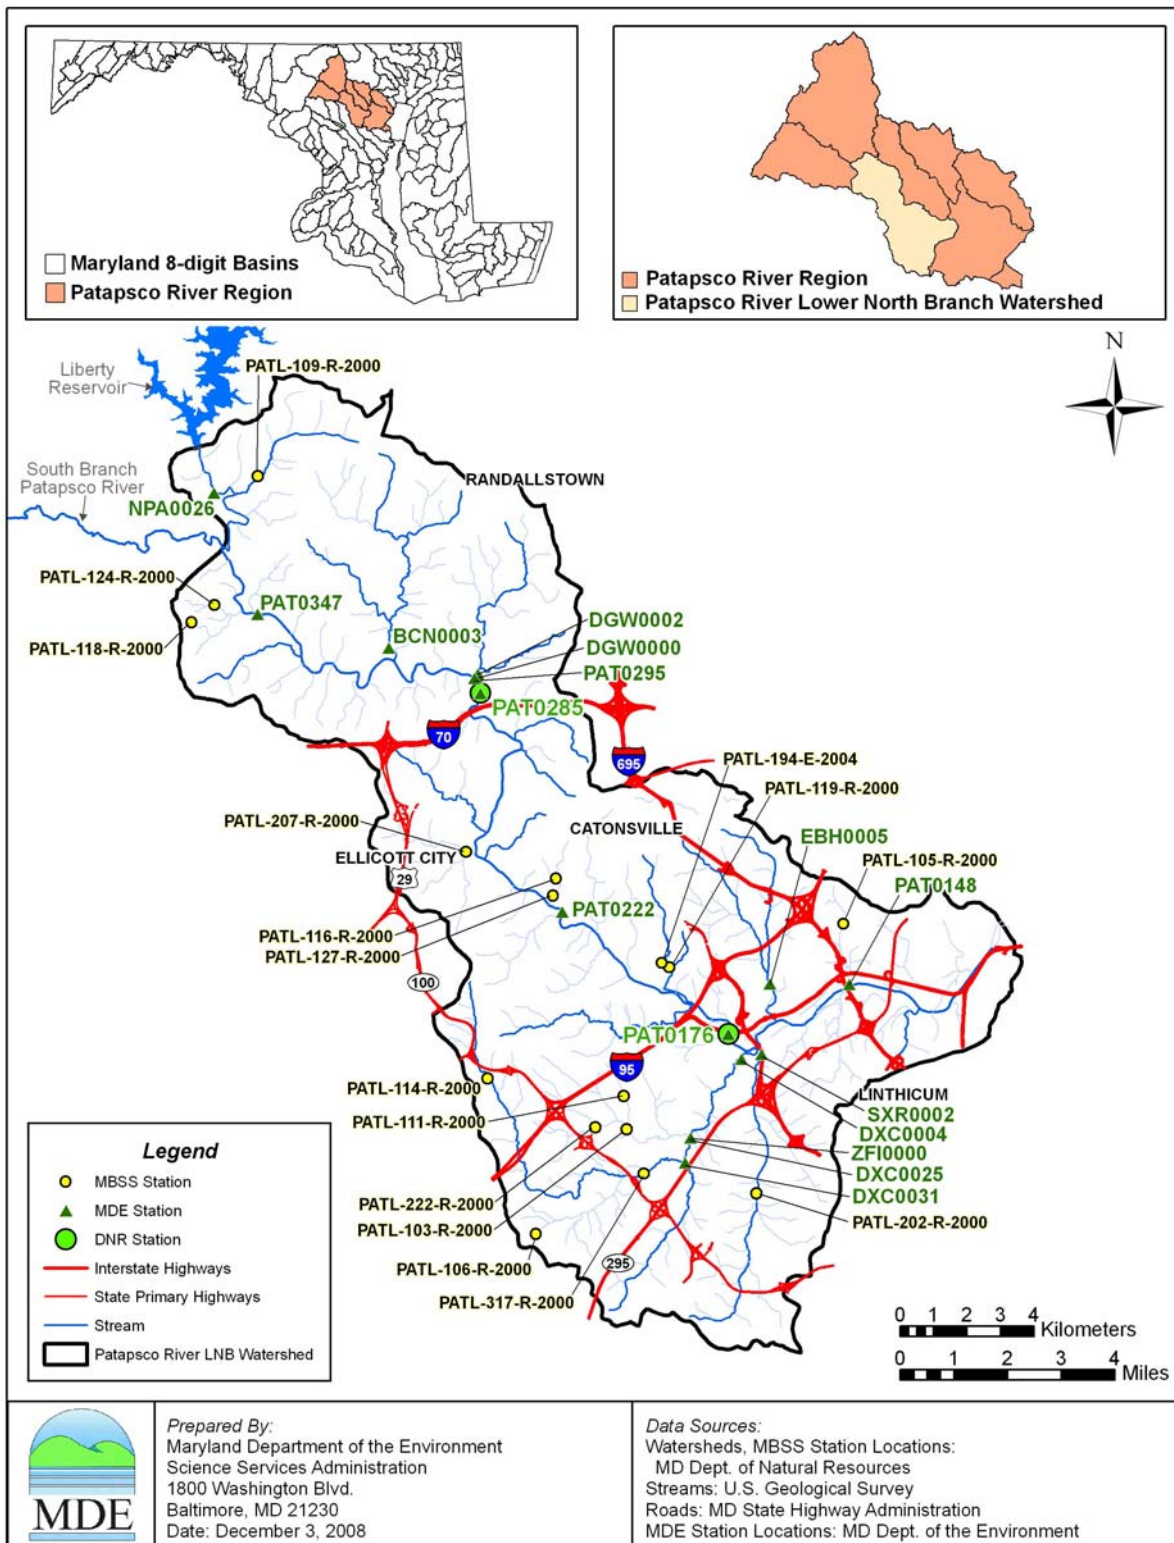 Maryland 8-digit Basins
Patapsco River Region
Patapsco River Region
Patapsco River Lower North Branch Watershed
N
Liberty
Reservoir
PATL-109-R-2000
South Branch
Patapsco River
RANDALLSTOWN
NPA0026
PATL-124-R-2000
PAT0347
PATL-118-R-2000
BCN0003
DGW0002
DGW0000
PAT0295
PAT0285
70
695
PATL-194-E-2004
PATL-119-R-2000
PATL-207-R-2000
CATONSVILLE
EBH0005
ELLICOTT CITY
PATL-105-R-2000
29
PAT0148
PAT0222
PATL-116-R-2000
PATL-127-R-2000
100
PAT0176
95
PATL-114-R-2000
LINTHICUM
PATL-111-R-2000
SXR0002
DXC0004
ZFI0000
DXC0025
DXC0031
PATL-222-R-2000
PATL-103-R-2000
PATL-202-R-2000
PATL-106-R-2000
295
PATL-317-R-2000
Legend
MBSS Station
MDE Station
DNR Station
Interstate Highways
State Primary Highways
Stream
Patapsco River LNB Watershed
0 1 2 3 4
Kilometers
0 1 2 3 4
Miles
MDE
Prepared By:
Maryland Department of the Environment
Science Services Administration
1800 Washington Blvd.
Baltimore, MD 21230
Date: December 3, 2008
Data Sources:
Watersheds, MBSS Station Locations:
MD Dept. of Natural Resources
Streams: U.S. Geological Survey
Roads: MD State Highway Administration
MDE Station Locations: MD Dept. of the Environment